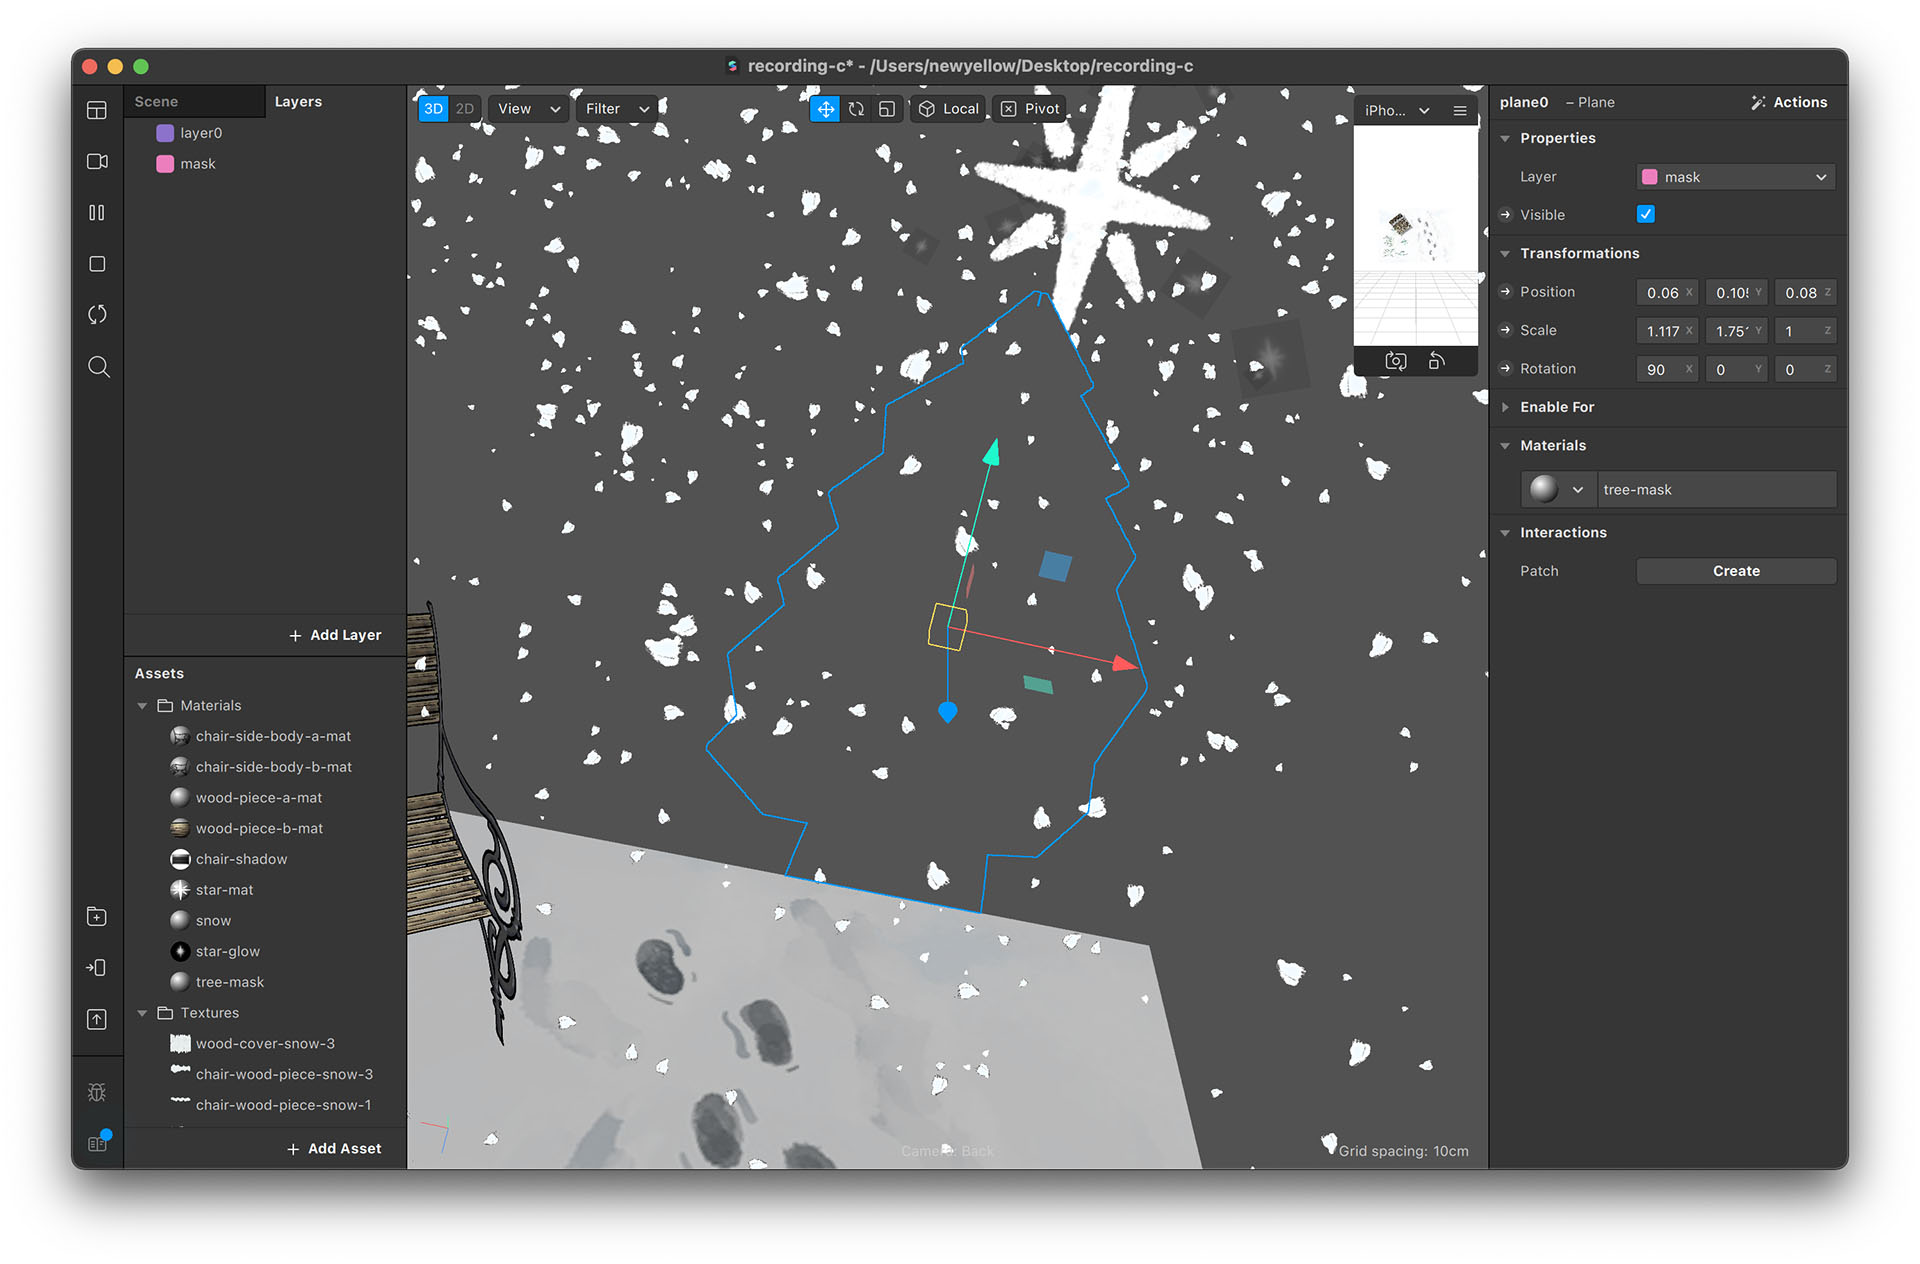 recording-c* - /Users/newyellow/Desktop/recording-c
Scene
Layers
layer0
mask
+ Add Layer
Assets
Materials
chair-side-body-a-mat
chair-side-body-b-mat
wood-piece-a-mat
wood-piece-b-mat
chair-shadow
star-mat
snow
star-glow
tree-mask
Textures
wood-cover-snow-3
chair-wood-piece-snow-3
chair-wood-piece-snow-1
+ Add Asset
3D 2D View Filter Local Pivot
iPho...
Camera: Back
Grid spacing: 10cm
plane0 – Plane Actions
Properties
Layer mask
Visible
Transformations
Position 0.06 X 0.10 Y 0.08 Z
Scale 1.117 X 1.75 Y 1 Z
Rotation 90 X 0 Y 0 Z
Enable For
Materials
tree-mask
Interactions
Patch Create